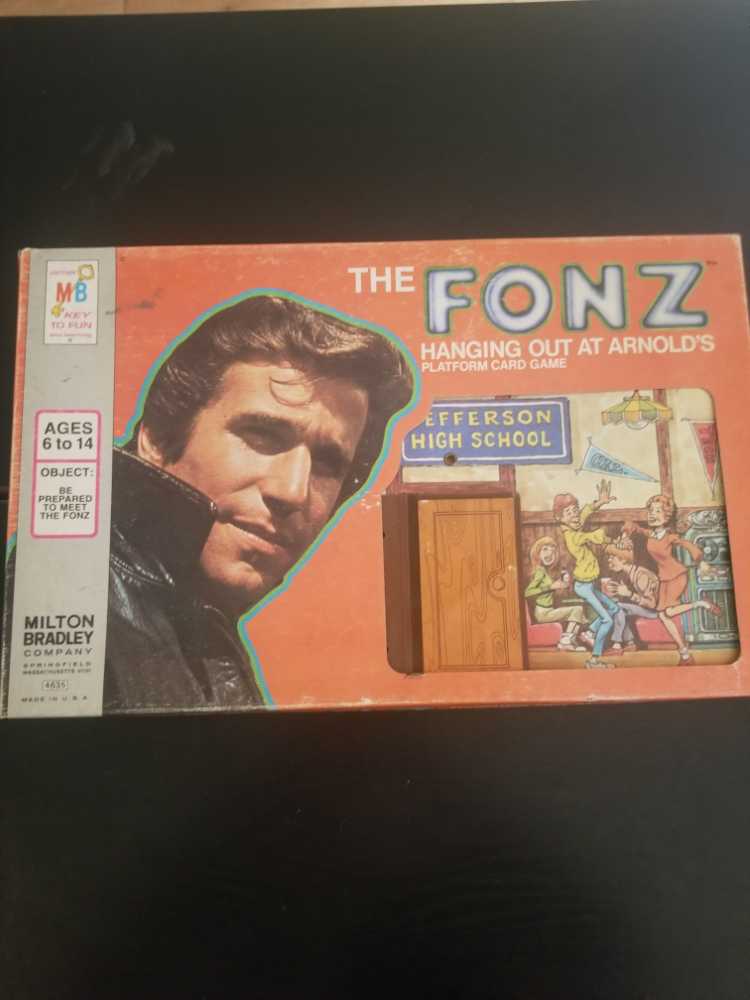 THE FONZ
HANGING OUT AT ARNOLD'S
PLATFORM CARD GAME
MB
KEY
TO FUN
AGES
6 to 14
OBJECT:
BE
PREPARED
TO MEET
THE FONZ
MILTON
BRADLEY
COMPANY
SPRINGFIELD
MASSACHUSETTS 01101
4635
MADE IN U.S.A.
EFFERSON
HIGH SCHOOL